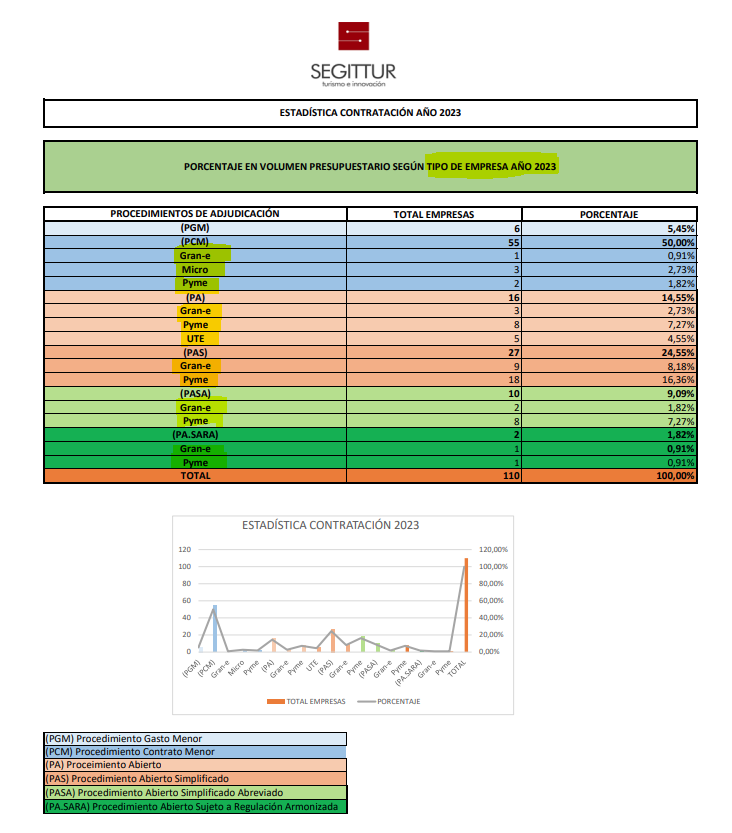 SEGITTUR
turismo e innovación
ESTADÍSTICA CONTRATACIÓN AÑO 2023
PORCENTAJE EN VOLUMEN PRESUPUESTARIO SEGÚN TIPO DE EMPRESA AÑO 2023
PROCEDIMIENTOS DE ADJUDICACIÓN TOTAL EMPRESAS PORCENTAJE
(PGM) 6 5,45%
(PCM) 55 50,00%
Gran-e 1 0,91%
Micro 3 2,73%
Pyme 2 1,82%
(PA) 16 14,55%
Gran-e 3 2,73%
Pyme 8 7,27%
UTE 5 4,55%
(PAS) 27 24,55%
Gran-e 9 8,18%
Pyme 18 16,36%
(PASA) 10 9,09%
Gran-e 2 1,82%
Pyme 8 7,27%
(PA.SARA) 2 1,82%
Gran-e 1 0,91%
Pyme 1 0,91%
TOTAL 110 100,00%
ESTADÍSTICA CONTRATACIÓN 2023
120 120,00%
100 100,00%
80 80,00%
60 60,00%
40 40,00%
20 20,00%
0 0,00%
(PGM) (PCM) Gran-e Micro Pyme (PA) Gran-e Pyme UTE (PAS) Gran-e Pyme (PASA) Gran-e Pyme (PA.SARA) Gran-e Pyme TOTAL
TOTAL EMPRESAS PORCENTAJE
(PGM) Procedimiento Gasto Menor
(PCM) Procedimiento Contrato Menor
(PA) Proceimiento Abierto
(PAS) Procedimiento Abierto Simplificado
(PASA) Procedimiento Abierto Simplificado Abreviado
(PA.SARA) Procedimiento Abierto Sujeto a Regulación Armonizada